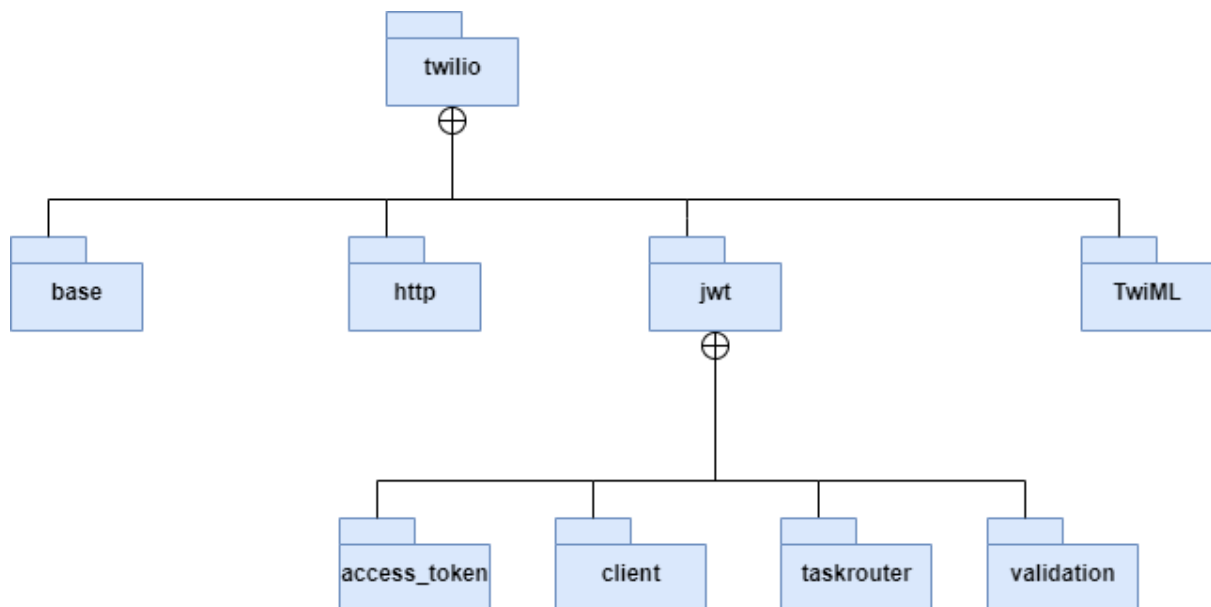 twilio
base
http
jwt
TwiML
access_token
client
taskrouter
validation